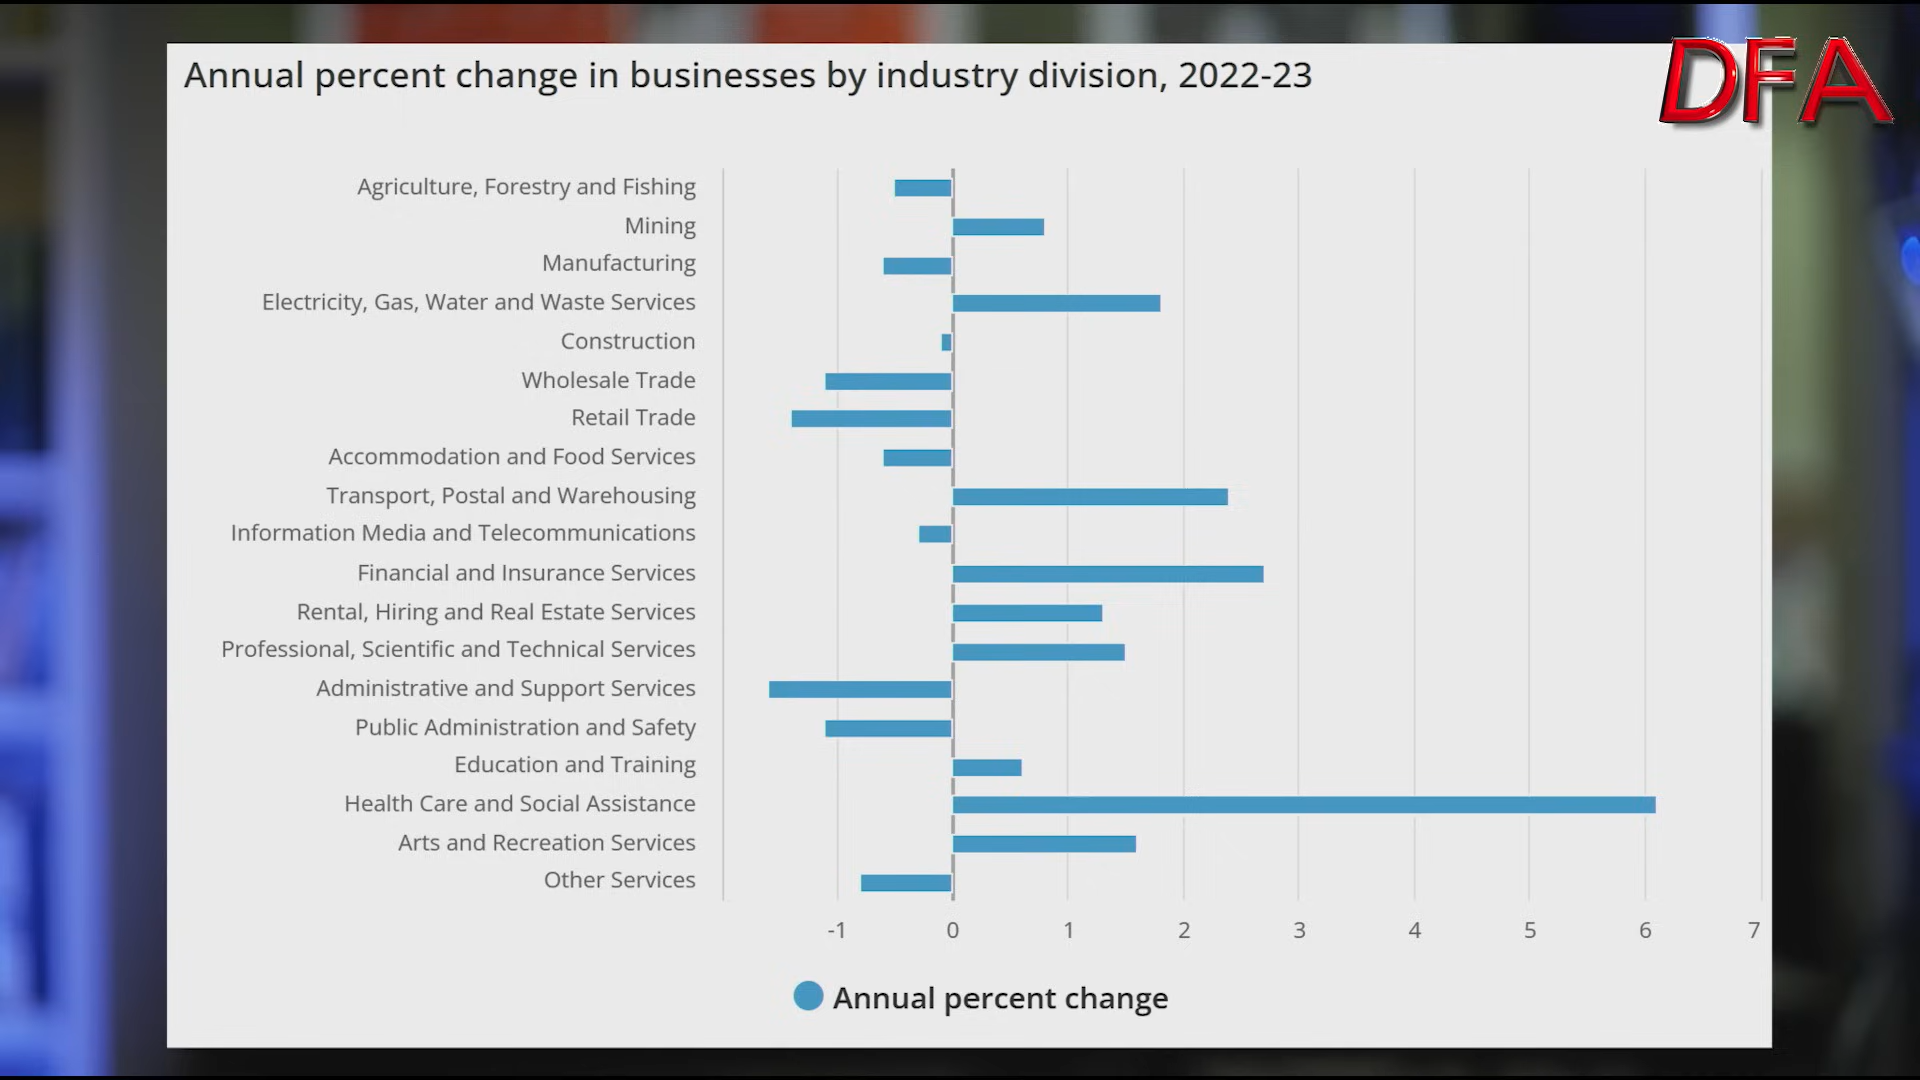 DFA
Annual percent change in businesses by industry division, 2022-23
Agriculture, Forestry and Fishing
Mining
Manufacturing
Electricity, Gas, Water and Waste Services
Construction
Wholesale Trade
Retail Trade
Accommodation and Food Services
Transport, Postal and Warehousing
Information Media and Telecommunications
Financial and Insurance Services
Rental, Hiring and Real Estate Services
Professional, Scientific and Technical Services
Administrative and Support Services
Public Administration and Safety
Education and Training
Health Care and Social Assistance
Arts and Recreation Services
Other Services
-1 0 1 2 3 4 5 6 7
Annual percent change